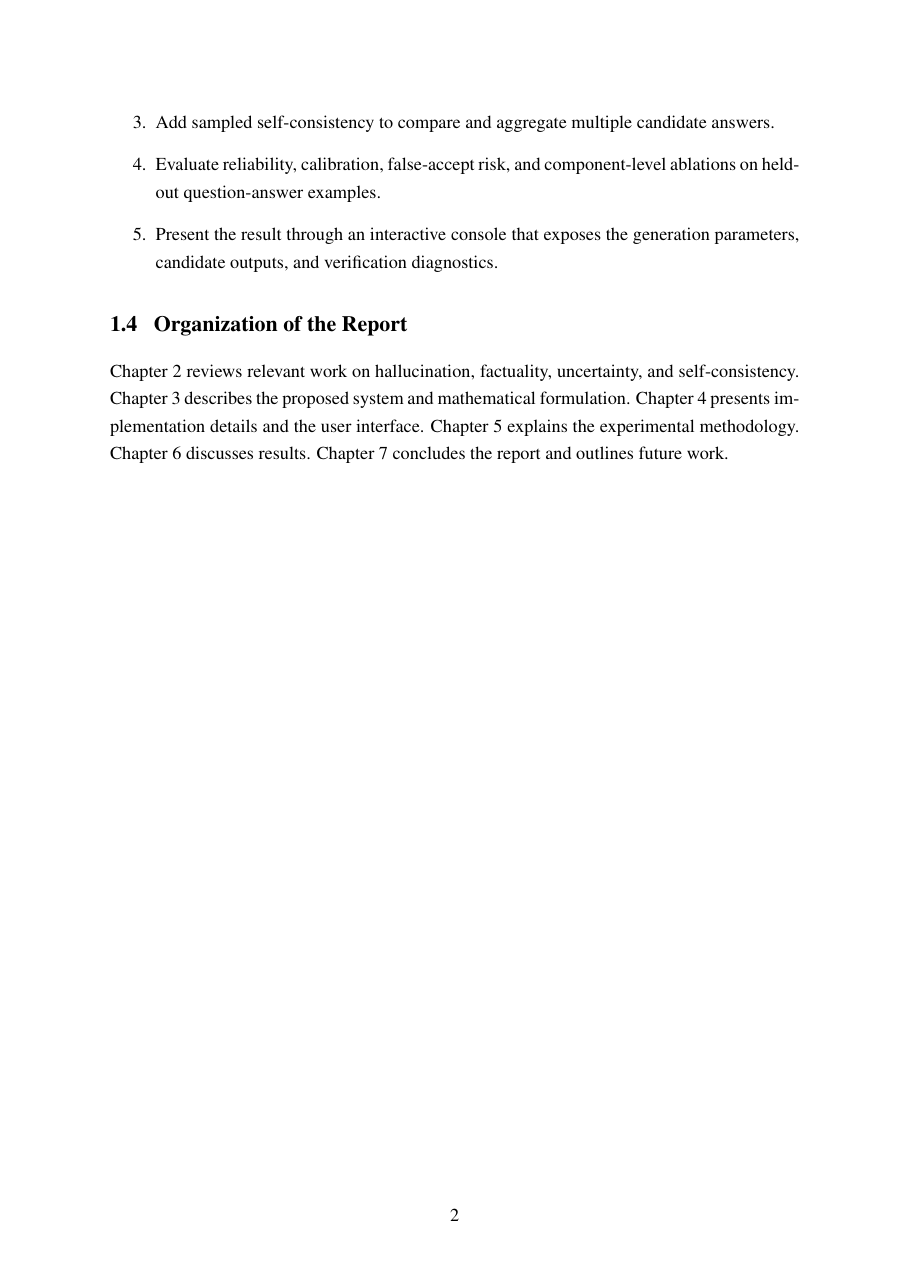 3. Add sampled self-consistency to compare and aggregate multiple candidate answers.
4. Evaluate reliability, calibration, false-accept risk, and component-level ablations on held-
out question-answer examples.
5. Present the result through an interactive console that exposes the generation parameters,
candidate outputs, and verification diagnostics.
1.4 Organization of the Report
Chapter 2 reviews relevant work on hallucination, factuality, uncertainty, and self-consistency.
Chapter 3 describes the proposed system and mathematical formulation. Chapter 4 presents im-
plementation details and the user interface. Chapter 5 explains the experimental methodology.
Chapter 6 discusses results. Chapter 7 concludes the report and outlines future work.
2